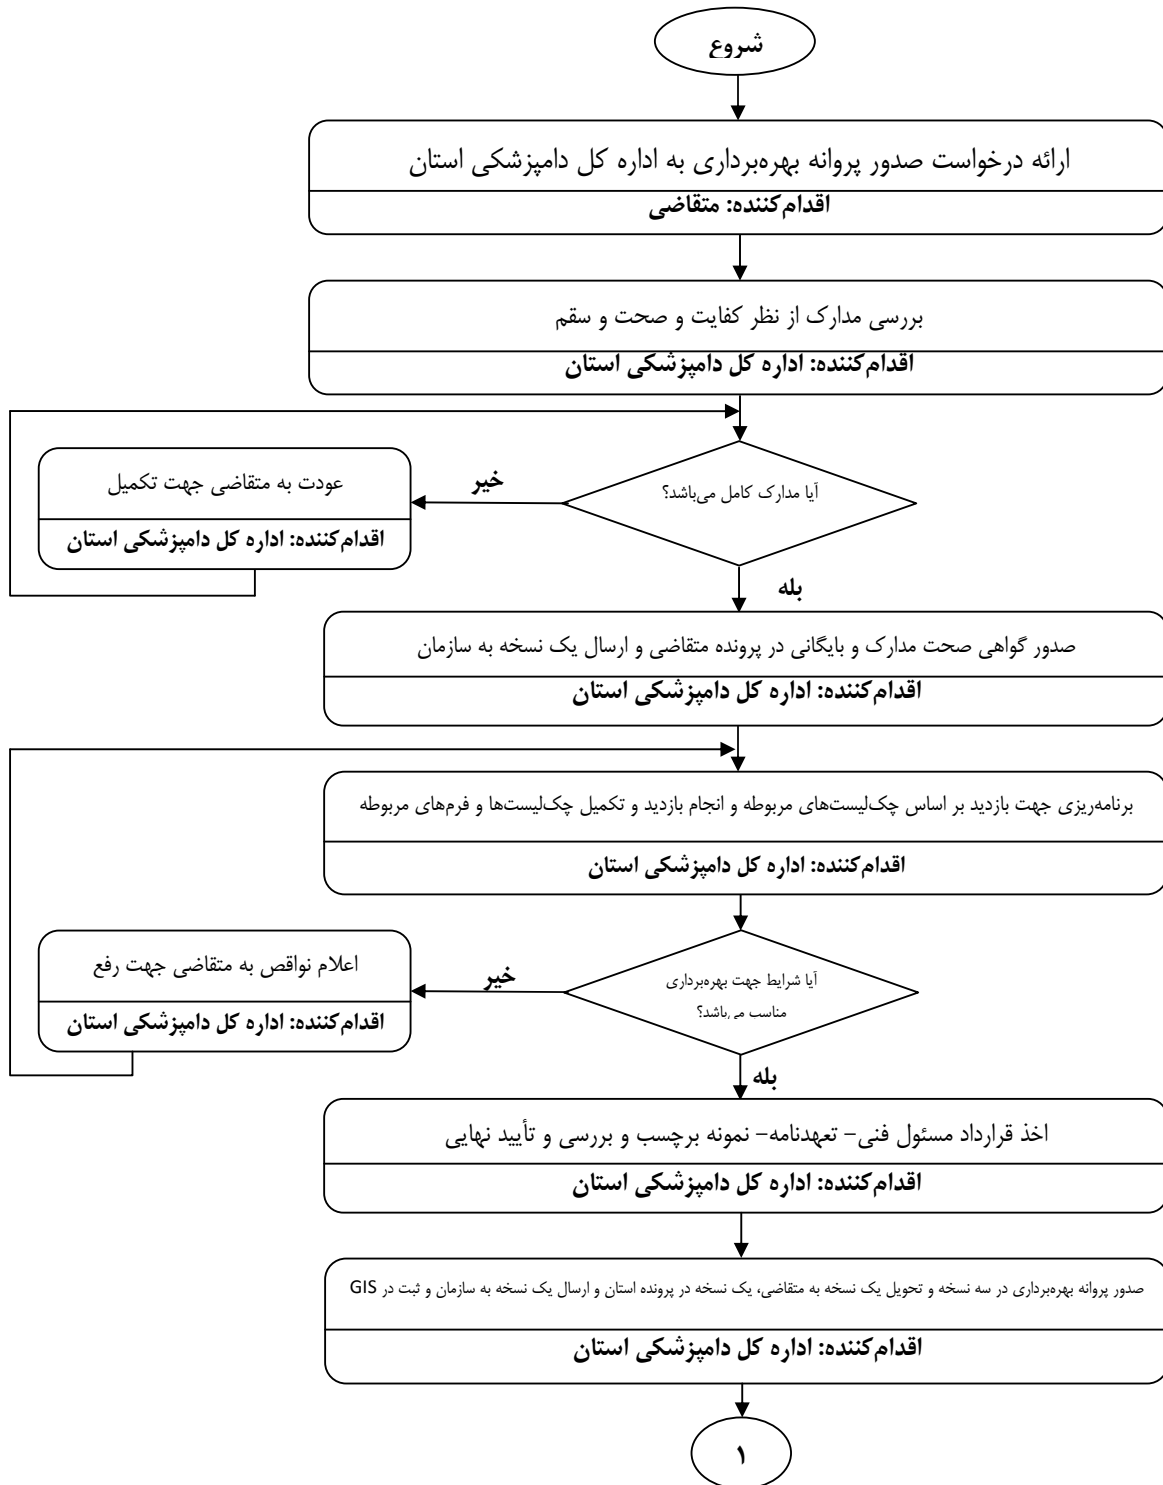 شروع
ارائه درخواست صدور پروانه بهره‌برداری به اداره کل دامپزشکی استان
اقدام‌کننده: متقاضی
بررسی مدارک از نظر کفایت و صحت و سقم
اقدام‌کننده: اداره کل دامپزشکی استان
آیا مدارک کامل می‌باشد؟
خیر
عودت به متقاضی جهت تکمیل
اقدام‌کننده: اداره کل دامپزشکی استان
بله
صدور گواهی صحت مدارک و بایگانی در پرونده متقاضی و ارسال یک نسخه به سازمان
اقدام‌کننده: اداره کل دامپزشکی استان
برنامه‌ریزی جهت بازدید بر اساس چک‌لیست‌های مربوطه و انجام بازدید و تکمیل چک‌لیست‌ها و فرم‌های مربوطه
اقدام‌کننده: اداره کل دامپزشکی استان
آیا شرایط جهت بهره‌برداری
مناسب می‌باشد؟
خیر
اعلام نواقص به متقاضی جهت رفع
اقدام‌کننده: اداره کل دامپزشکی استان
بله
اخذ قرارداد مسئول فنی- تعهدنامه- نمونه برچسب و بررسی و تأیید نهایی
اقدام‌کننده: اداره کل دامپزشکی استان
صدور پروانه بهره‌برداری در سه نسخه و تحویل یک نسخه به متقاضی، یک نسخه در پرونده استان و ارسال یک نسخه به سازمان و ثبت در GIS
اقدام‌کننده: اداره کل دامپزشکی استان
۱